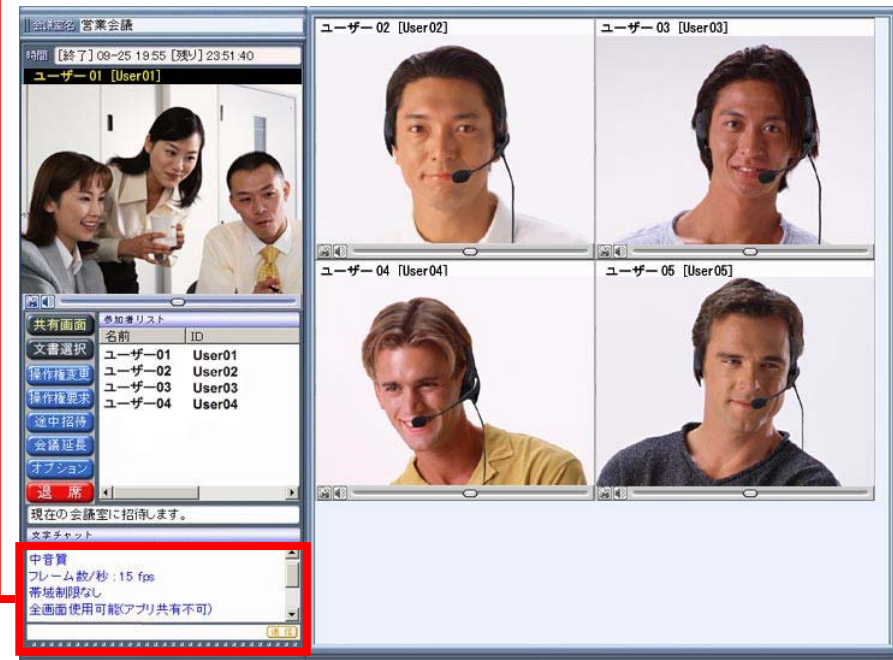 会議室名 営業会議
時間 [終了] 09-25 19:55 [残り] 23:51:40
ユーザー 01 [User01]
ユーザー 02 [User02]
ユーザー 03 [User03]
ユーザー 04 [User04]
ユーザー 05 [User05]
共有画面
文書選択
操作権変更
操作権要求
途中招待
会議延長
オプション
退 席
参加者リスト
名前 ID
ユーザー01 User01
ユーザー02 User02
ユーザー03 User03
ユーザー04 User04
現在の会議室に招待します。
文字チャット
中音質
フレーム数/秒 : 15 fps
帯域制限なし
全画面使用可能(アプリ共有不可)
送信